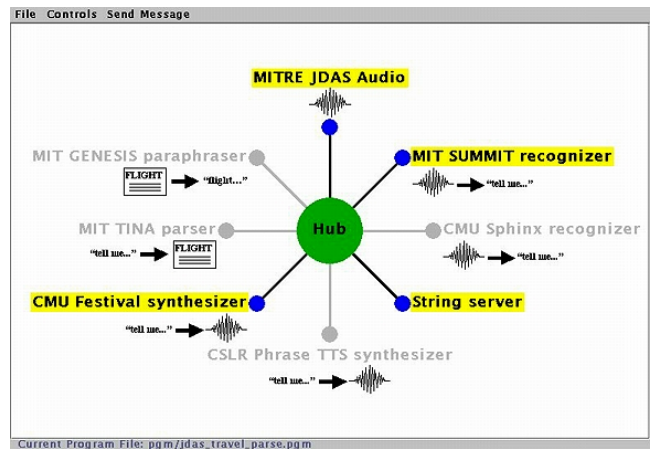 File Controls Send Message
MITRE JDAS Audio
MIT GENESIS paraphraser
MIT SUMMIT recognizer
FLIGHT
"flight..."
"tell me..."
MIT TINA parser
Hub
CMU Sphinx recognizer
"tell me..."
FLIGHT
"tell me..."
CMU Festival synthesizer
String server
"tell me..."
CSLR Phrase TTS synthesizer
"tell me..."
Current Program File: pgm/jdas_travel_parse.pgm